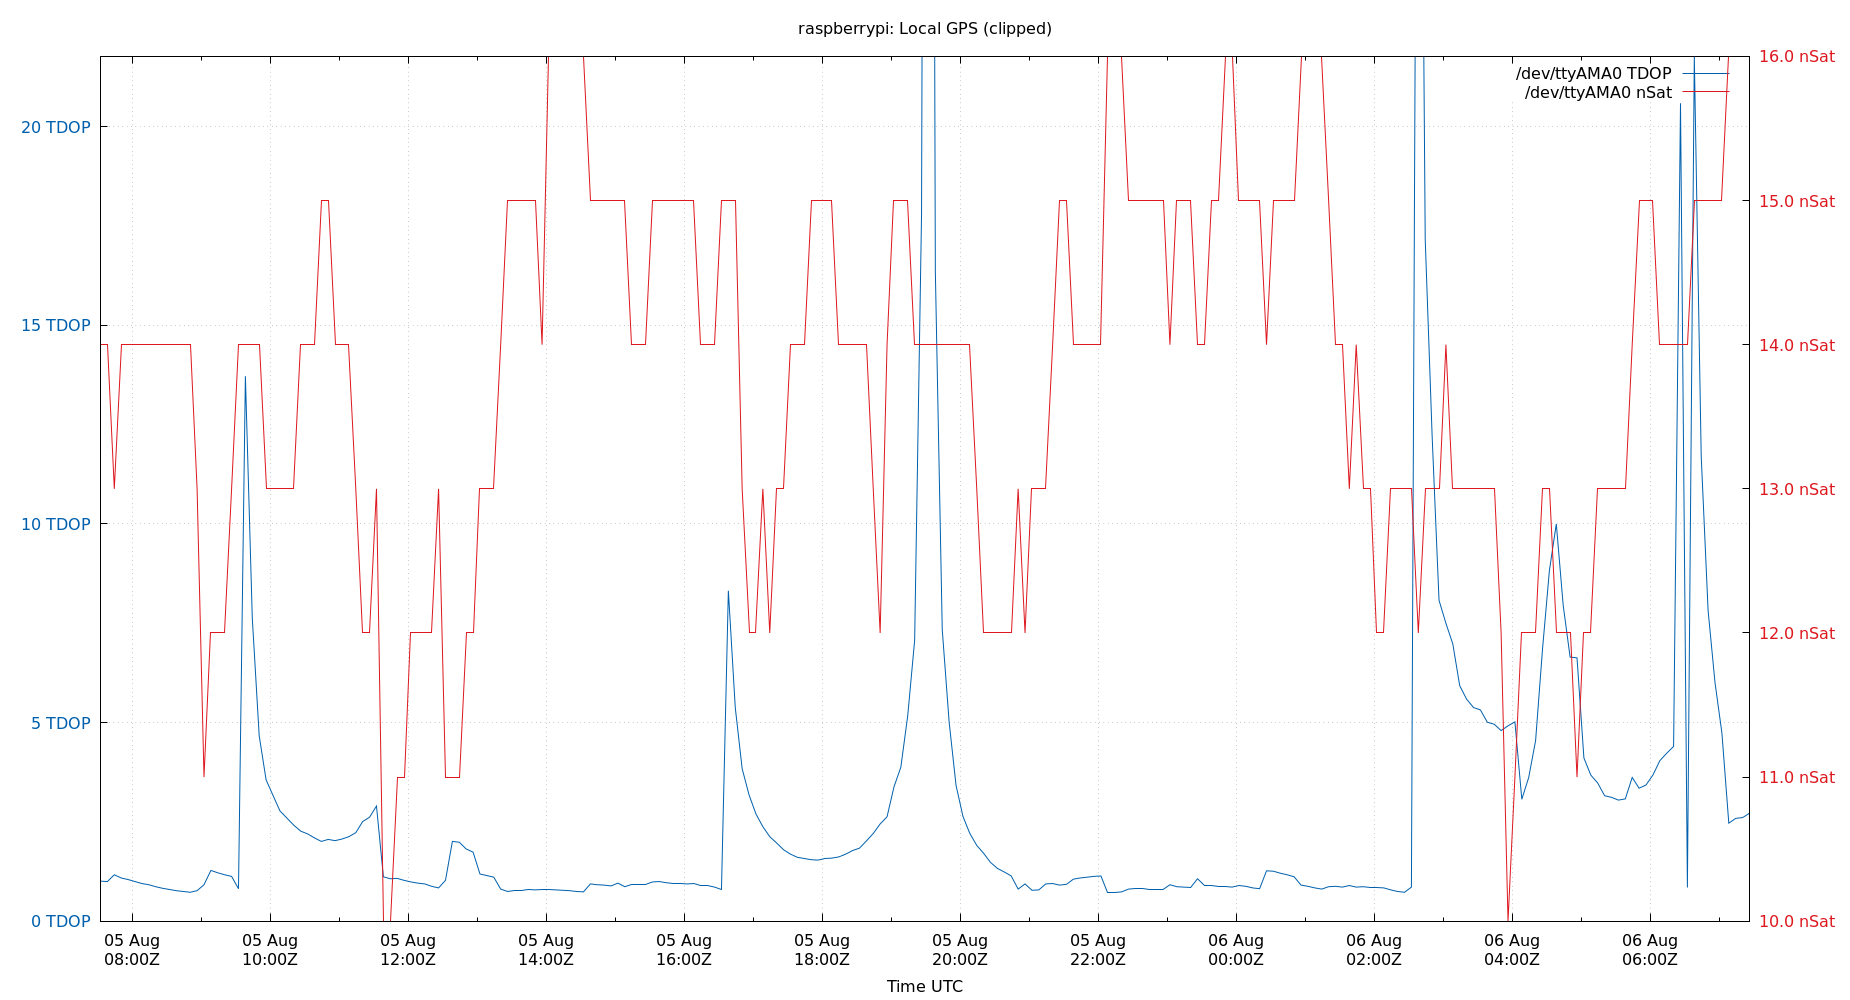 raspberrypi: Local GPS (clipped)
/dev/ttyAMA0 TDOP
/dev/ttyAMA0 nSat
20 TDOP
15 TDOP
10 TDOP
5 TDOP
0 TDOP
16.0 nSat
15.0 nSat
14.0 nSat
13.0 nSat
12.0 nSat
11.0 nSat
10.0 nSat
05 Aug 05 Aug 05 Aug 05 Aug 05 Aug 05 Aug 05 Aug 05 Aug 06 Aug 06 Aug 06 Aug 06 Aug
08:00Z 10:00Z 12:00Z 14:00Z 16:00Z 18:00Z 20:00Z 22:00Z 00:00Z 02:00Z 04:00Z 06:00Z
Time UTC